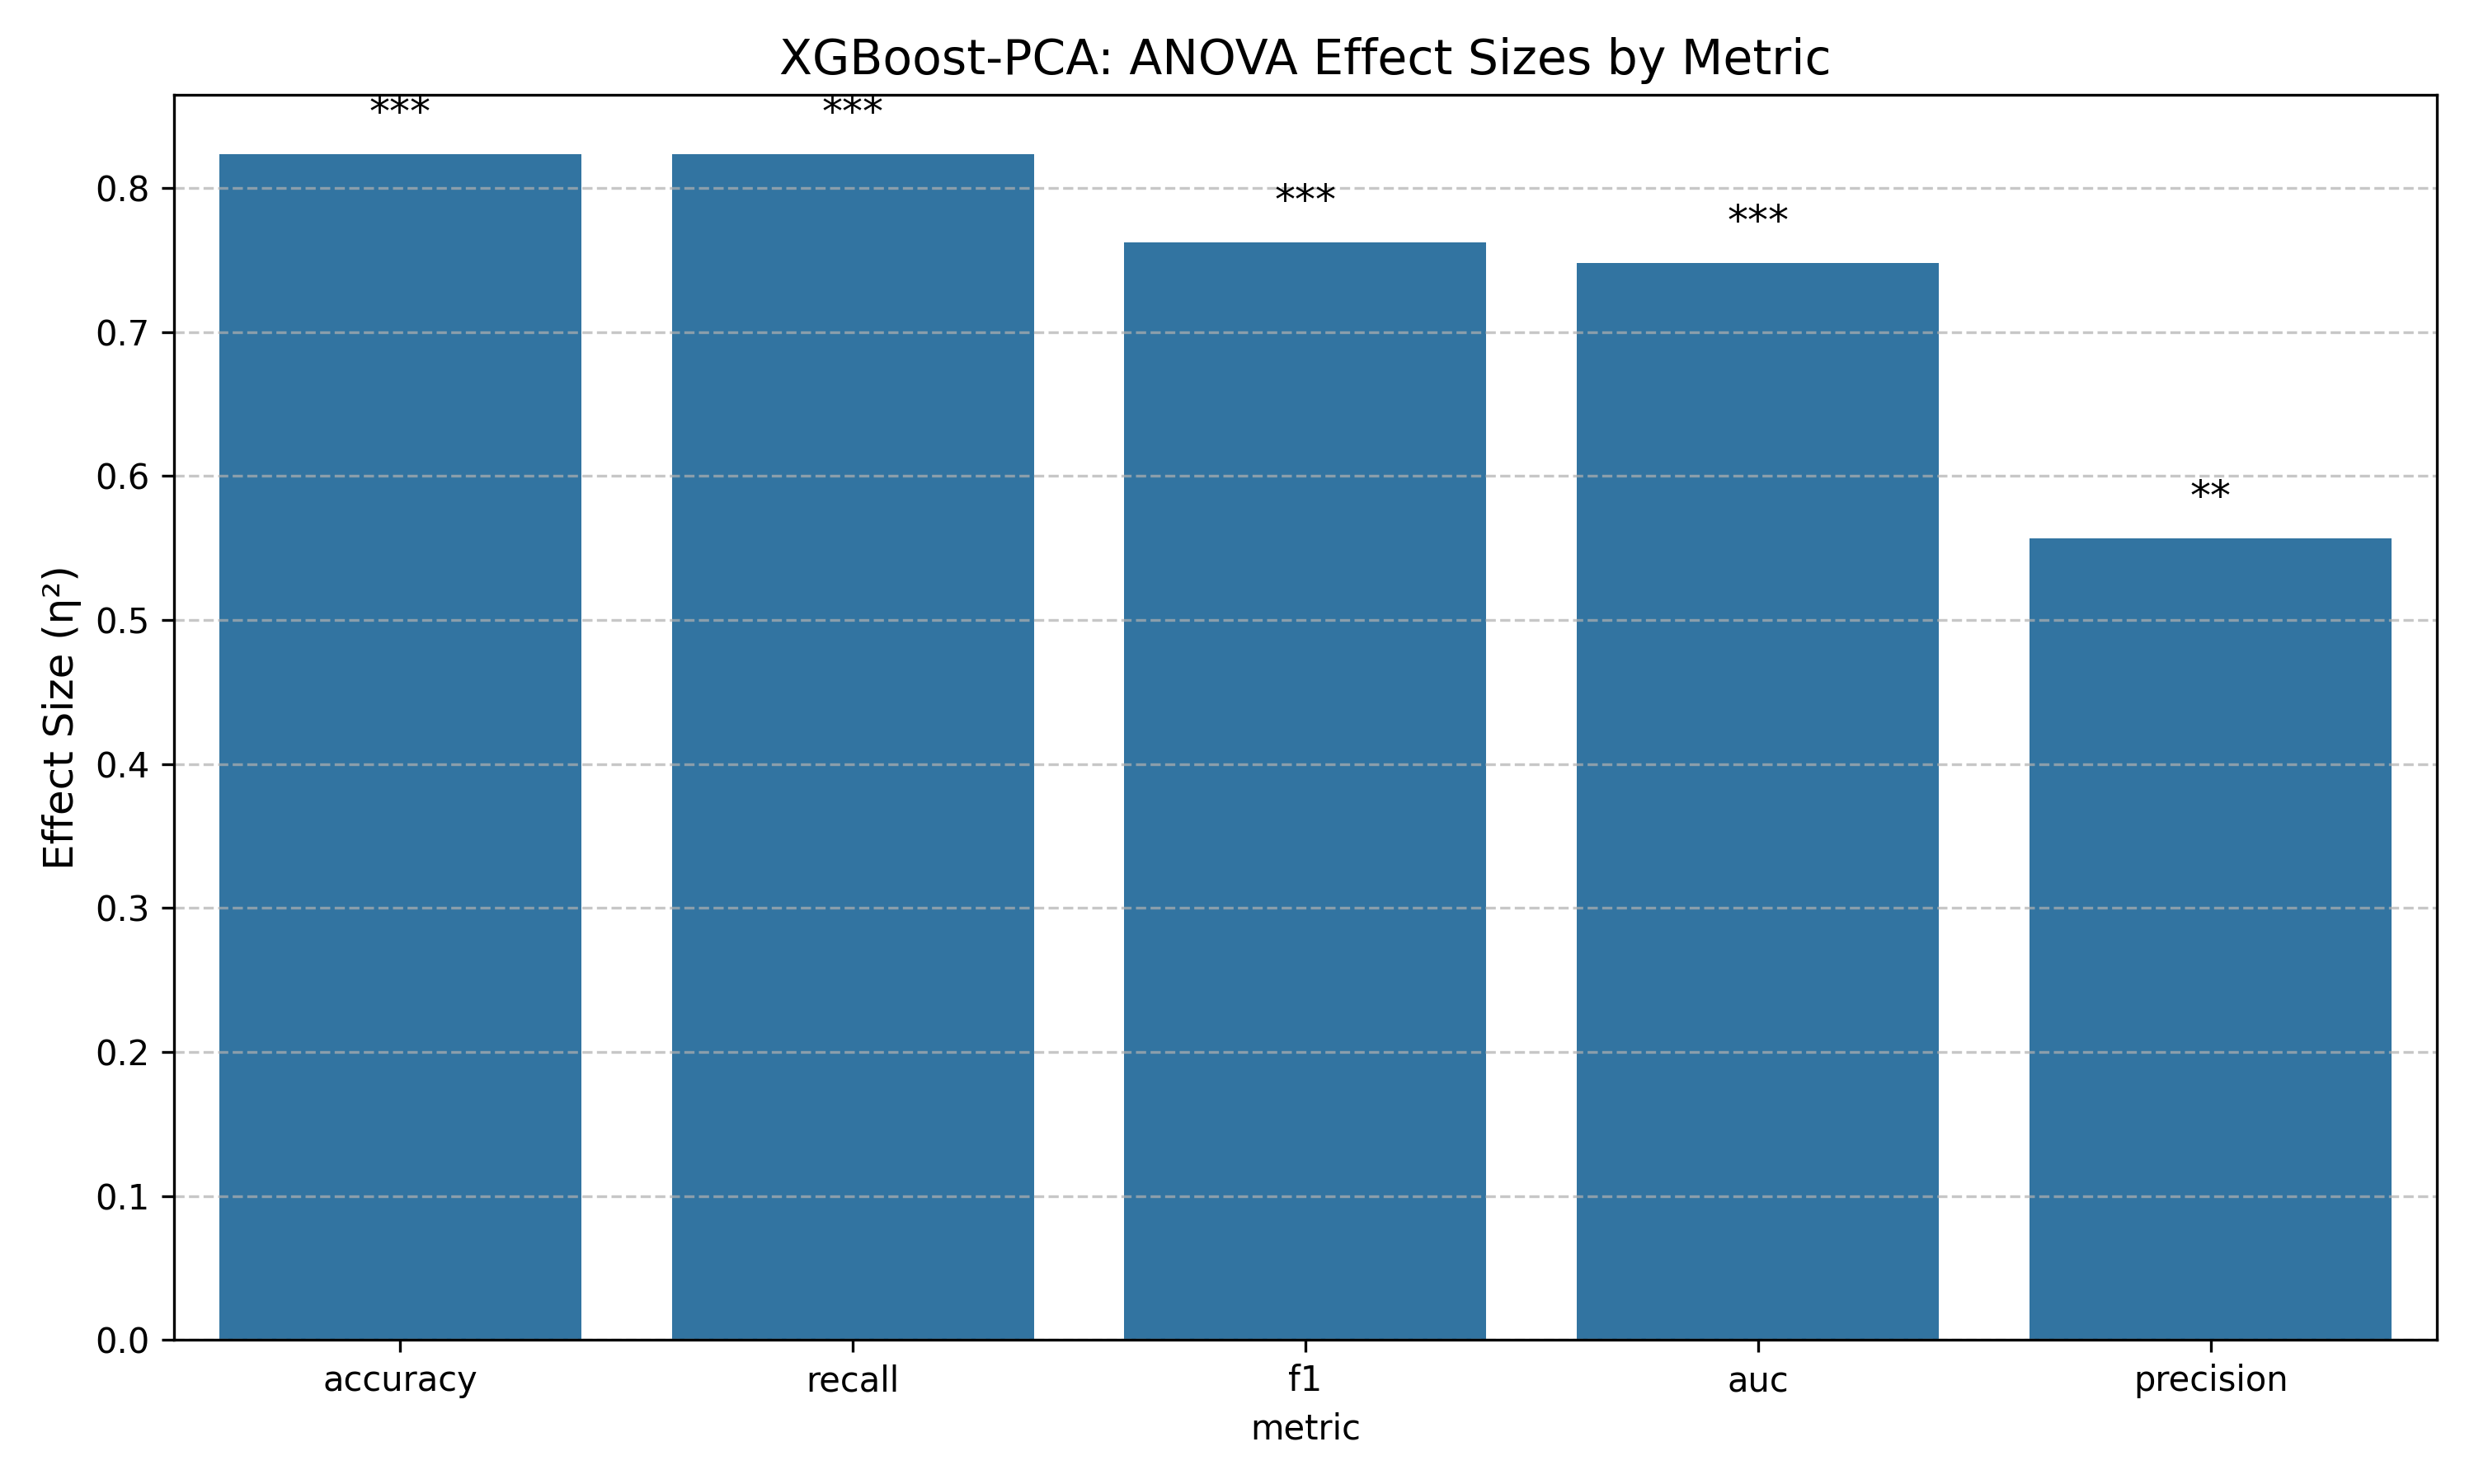 XGBoost-PCA: ANOVA Effect Sizes by Metric
***
***
***
***
**
Effect Size (η²)
0.8
0.7
0.6
0.5
0.4
0.3
0.2
0.1
0.0
accuracy
recall
f1
auc
precision
metric